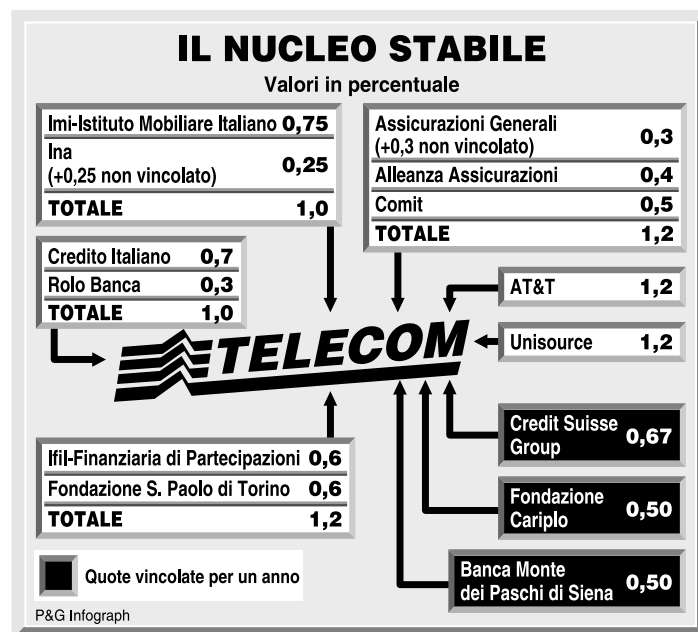 IL NUCLEO STABILE
Valori in percentuale
Imi-Istituto Mobiliare Italiano 0,75
Ina
(+0,25 non vincolato) 0,25
TOTALE 1,0
Assicurazioni Generali
(+0,3 non vincolato) 0,3
Alleanza Assicurazioni 0,4
Comit 0,5
TOTALE 1,2
Credito Italiano 0,7
Rolo Banca 0,3
TOTALE 1,0
AT&T 1,2
Unisource 1,2
TELECOM
Credit Suisse
Group 0,67
Fondazione
Cariplo 0,50
Banca Monte
dei Paschi di Siena 0,50
Ifil-Finanziaria di Partecipazioni 0,6
Fondazione S. Paolo di Torino 0,6
TOTALE 1,2
Quote vincolate per un anno
P&G Infograph